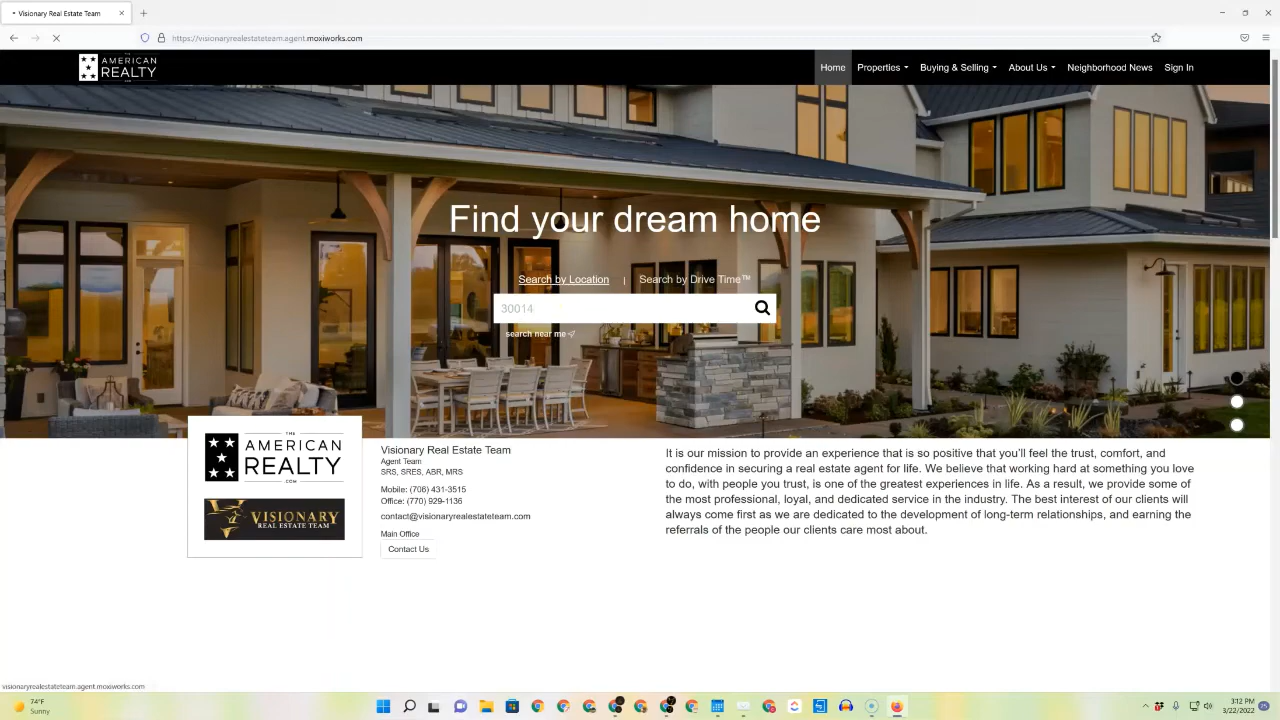 Visionary Real Estate Team
https://visionaryrealestateteam.agent.moxiworks.com
THE
AMERICAN
REALTY
.COM
Home
Properties
Buying & Selling
About Us
Neighborhood News
Sign In
Find your dream home
Search by Location | Search by Drive Time™
30014
search near me
THE
AMERICAN
REALTY
.COM
VISIONARY
REAL ESTATE TEAM
Visionary Real Estate Team
Agent Team
SRS, SRES, ABR, MRS
Mobile: (706) 431-3515
Office: (770) 929-1136
contact@visionaryrealestateteam.com
Main Office
Contact Us
It is our mission to provide an experience that is so positive that you'll feel the trust, comfort, and
confidence in securing a real estate agent for life. We believe that working hard at something you love
to do, with people you trust, is one of the greatest experiences in life. As a result, we provide some of
the most professional, loyal, and dedicated service in the industry. The best interest of our clients will
always come first as we are dedicated to the development of long-term relationships, and earning the
referrals of the people our clients care most about.
visionaryrealestateteam.agent.moxiworks.com
74°F
Sunny
3:12 PM
3/22/2022